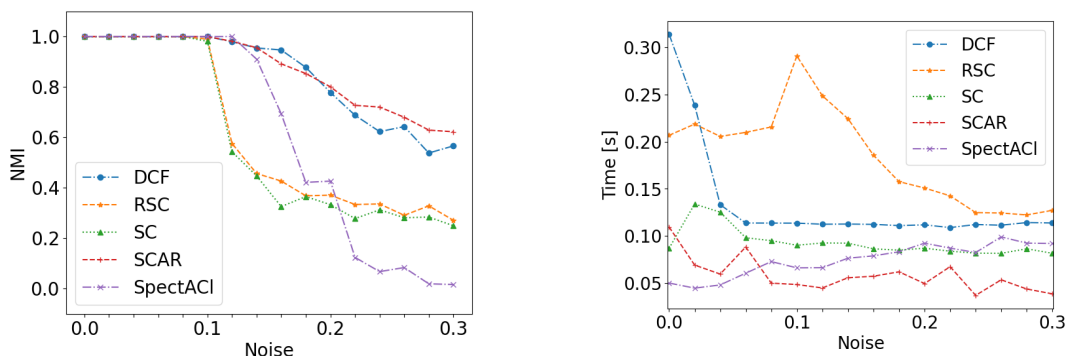 1.0
0.8
0.6
0.4
0.2
0.0
NMI
DCF
RSC
SC
SCAR
SpectACl
0.0 0.1 0.2 0.3
Noise
0.30
0.25
0.20
0.15
0.10
0.05
Time [s]
DCF
RSC
SC
SCAR
SpectACl
0.0 0.1 0.2 0.3
Noise